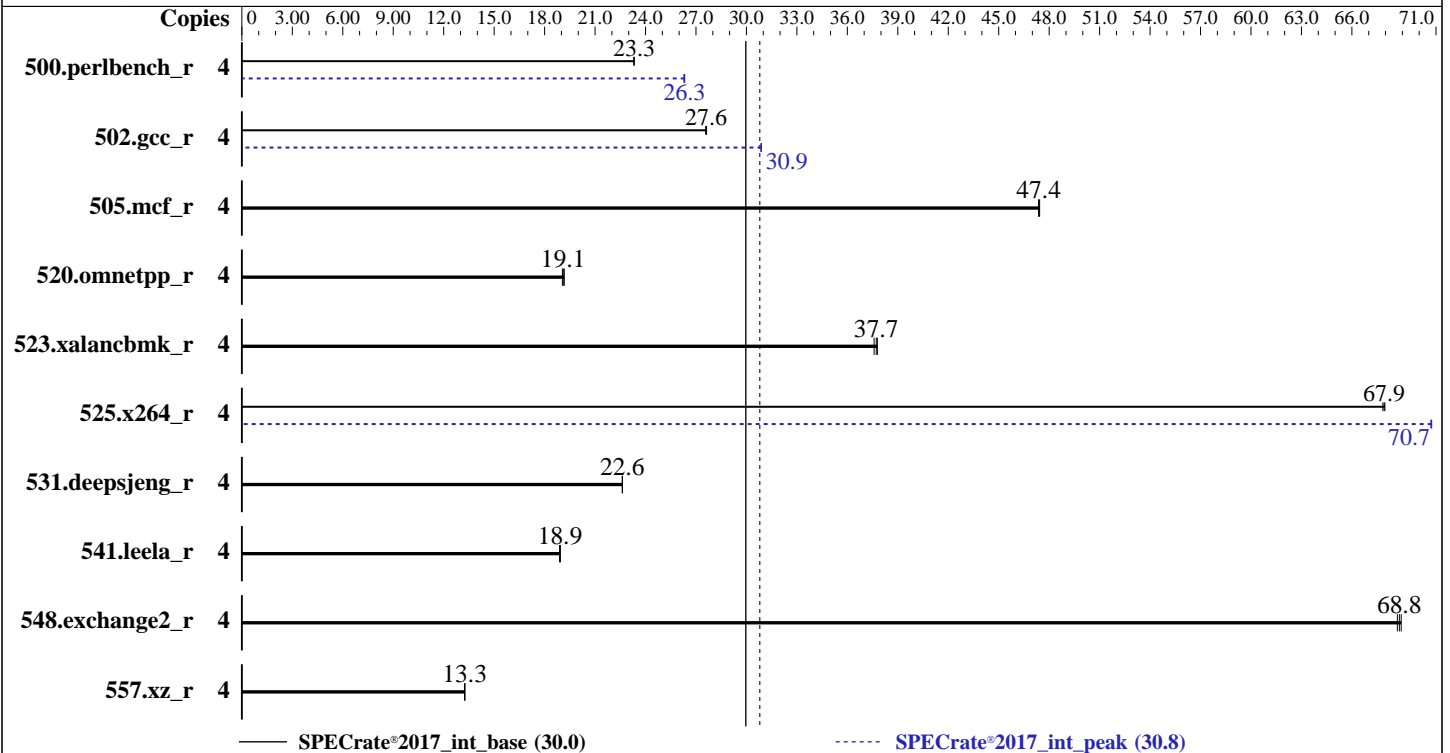 Copies 0 3.00 6.00 9.00 12.0 15.0 18.0 21.0 24.0 27.0 30.0 33.0 36.0 39.0 42.0 45.0 48.0 51.0 54.0 57.0 60.0 63.0 66.0 71.0
23.3
500.perlbench_r 4
26.3
27.6
502.gcc_r 4
30.9
47.4
505.mcf_r 4
19.1
520.omnetpp_r 4
37.7
523.xalancbmk_r 4
67.9
525.x264_r 4
70.7
22.6
531.deepsjeng_r 4
18.9
541.leela_r 4
68.8
548.exchange2_r 4
13.3
557.xz_r 4
SPECrate®2017_int_base (30.0) SPECrate®2017_int_peak (30.8)